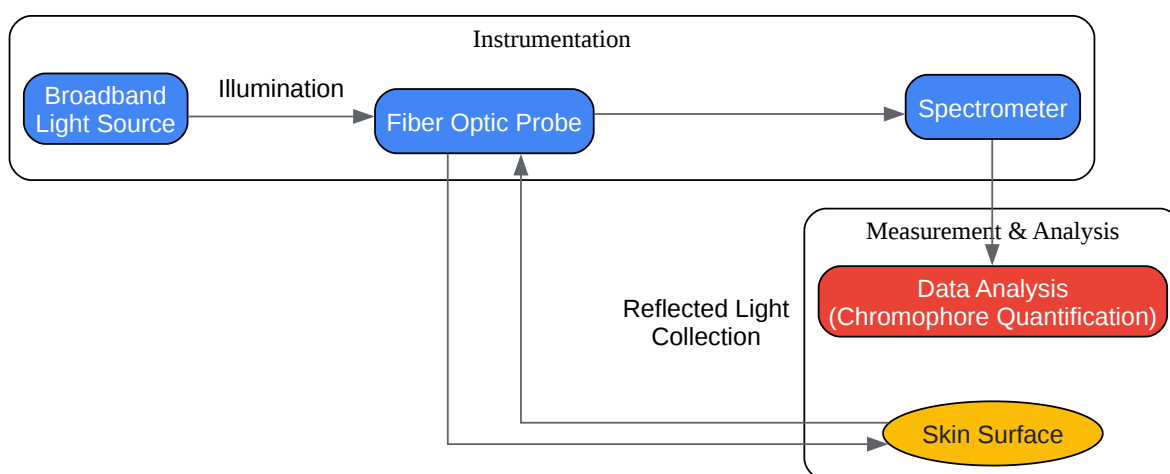 Instrumentation
Broadband
Light Source
Illumination
Fiber Optic Probe
Spectrometer
Measurement & Analysis
Data Analysis
(Chromophore Quantification)
Reflected Light
Collection
Skin Surface